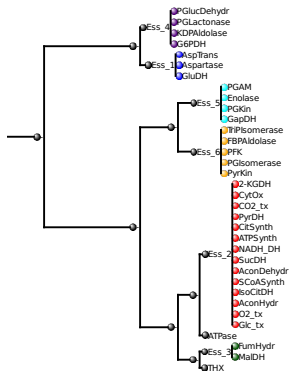 PGlucDehydr
PGLactonase
Ess_4
KDPAldolase
G6PDH
AspTrans
Ess_1
Aspartase
GluDH
PGAM
Enolase
Ess_5
PGKin
GapDH
TriPIsomerase
FBPAldolase
Ess_6
PFK
PGIsomerase
PyrKin
2-KGDH
CytOx
CO2_tx
PyrDH
CitSynth
ATPSynth
NADH_DH
Ess_2
SucDH
AconDehydr
SCoASynth
IsoCitDH
AconHydr
O2_tx
Glc_tx
ATPase
FumHydr
Ess_3
MalDH
THX